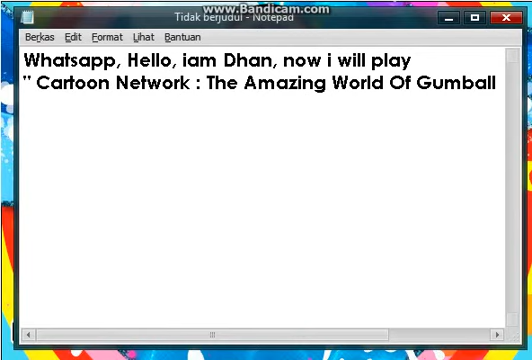 www.Bandicam.com
Tidak berjudul - Notepad
Berkas Edit Format Lihat Bantuan
Whatsapp, Hello, iam Dhan, now i will play
" Cartoon Network : The Amazing World Of Gumball